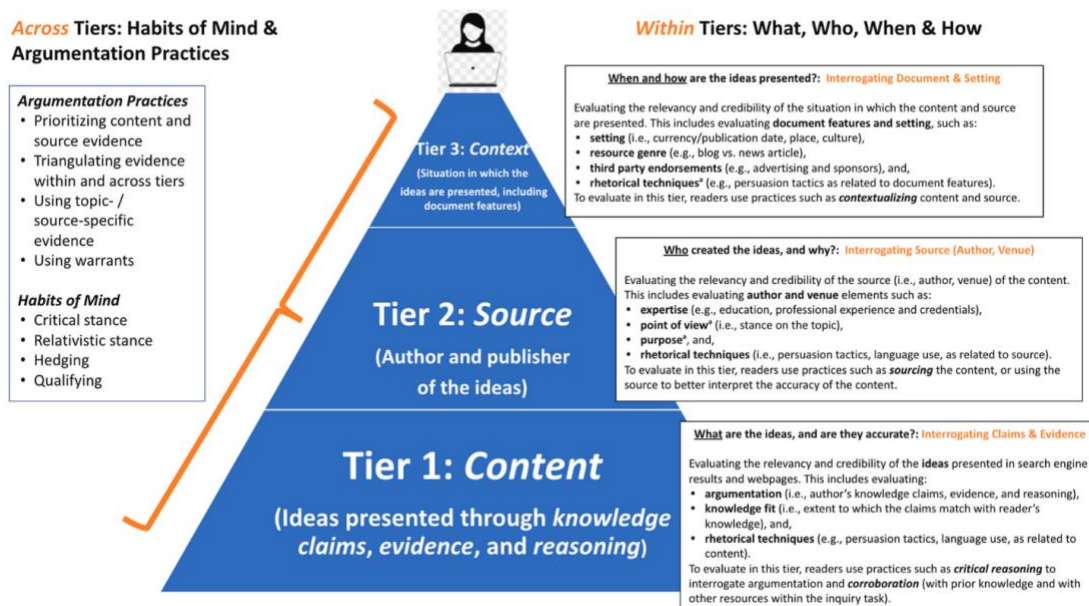 Across Tiers: Habits of Mind &
Argumentation Practices
Argumentation Practices
• Prioritizing content and
source evidence
• Triangulating evidence
within and across tiers
• Using topic- /
source-specific
evidence
• Using warrants
Habits of Mind
• Critical stance
• Relativistic stance
• Hedging
• Qualifying
Tier 3: Context
(Situation in which the
ideas are presented, including
document features)
Tier 2: Source
(Author and publisher
of the ideas)
Tier 1: Content
(Ideas presented through knowledge
claims, evidence, and reasoning)
Within Tiers: What, Who, When & How
When and how are the ideas presented?: Interrogating Document & Setting
Evaluating the relevancy and credibility of the situation in which the content and source
are presented. This includes evaluating document features and setting, such as:
• setting (i.e., currency/publication date, place, culture),
• resource genre (e.g., blog vs. news article),
• third party endorsements (e.g., advertising and sponsors), and,
• rhetorical techniquesª (e.g., persuasion tactics as related to document features).
To evaluate in this tier, readers use practices such as contextualizing content and source.
Who created the ideas, and why?: Interrogating Source (Author, Venue)
Evaluating the relevancy and credibility of the source (i.e., author, venue) of the content.
This includes evaluating author and venue elements such as:
• expertise (e.g., education, professional experience and credentials),
• point of viewª (i.e., stance on the topic),
• purposeª, and,
• rhetorical techniques (i.e., persuasion tactics, language use, as related to source).
To evaluate in this tier, readers use practices such as sourcing the content, or using the
source to better interpret the accuracy of the content.
What are the ideas, and are they accurate?: Interrogating Claims & Evidence
Evaluating the relevancy and credibility of the ideas presented in search engine
results and webpages. This includes evaluating:
• argumentation (i.e., author's knowledge claims, evidence, and reasoning),
• knowledge fit (i.e., extent to which the claims match with reader's
knowledge), and,
• rhetorical techniques (e.g., persuasion tactics, language use, as related to
content).
To evaluate in this tier, readers use practices such as critical reasoning to
interrogate argumentation and corroboration (with prior knowledge and with
other resources within the inquiry task).